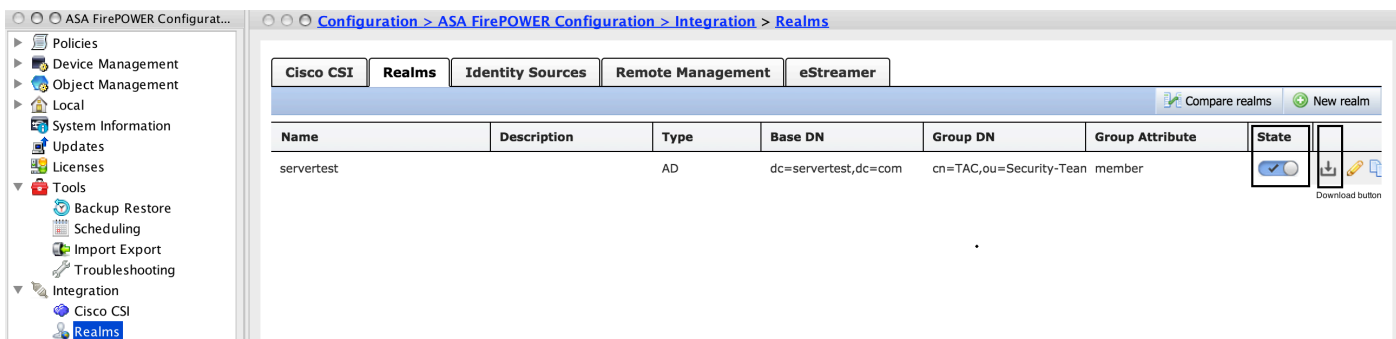 ASA FirePOWER Configurat...
Policies
Device Management
Object Management
Local
System Information
Updates
Licenses
Tools
Backup Restore
Scheduling
Import Export
Troubleshooting
Integration
Cisco CSI
Realms
Configuration > ASA FirePOWER Configuration > Integration > Realms
Cisco CSI Realms Identity Sources Remote Management eStreamer
Compare realms New realm
Name Description Type Base DN Group DN Group Attribute State
servertest AD dc=servertest,dc=com cn=TAC,ou=Security-Tean member
Download button